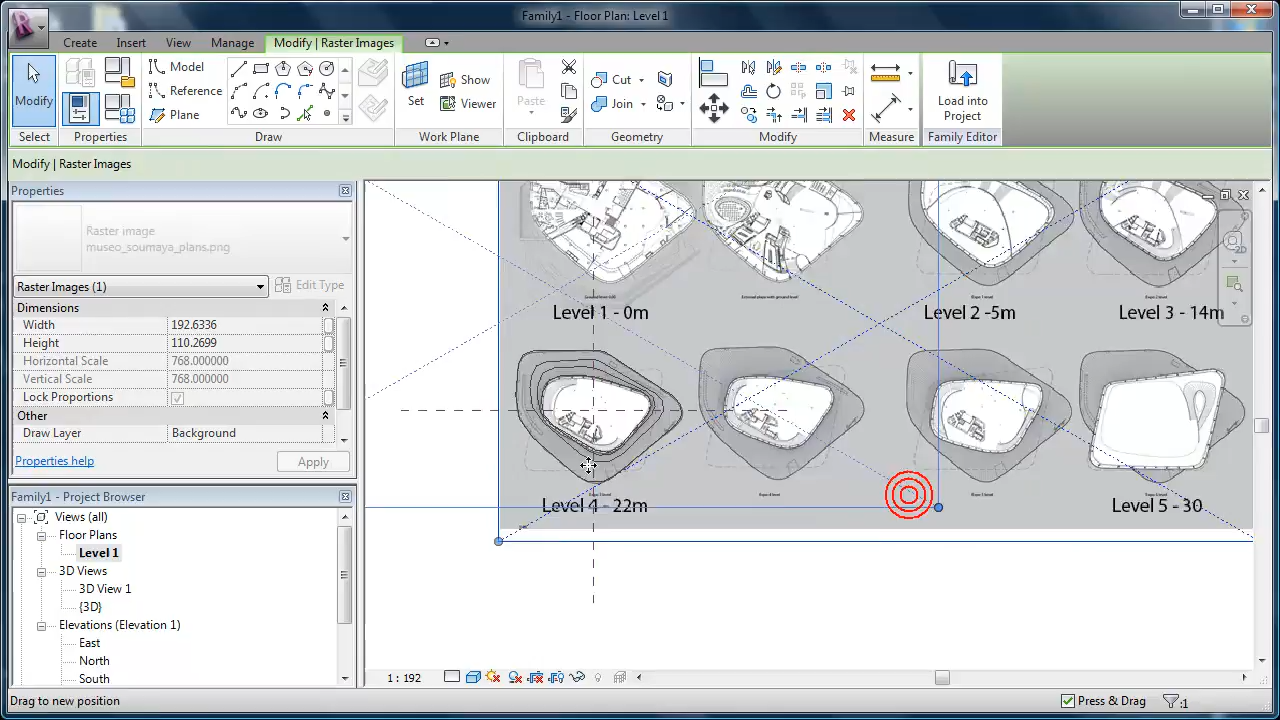 Family1 - Floor Plan: Level 1
Create
Insert
View
Manage
Modify | Raster Images
Modify
Select
Properties
Model
Reference
Plane
Draw
Set
Show
Viewer
Work Plane
Paste
Clipboard
Cut
Join
Geometry
Modify
Measure
Load into
Project
Family Editor
Modify | Raster Images
Properties
Raster image
museo_soumaya_plans.png
Raster Images (1)
Edit Type
Dimensions
Width 192.6336
Height 110.2699
Horizontal Scale 768.000000
Vertical Scale 768.000000
Lock Proportions
Other
Draw Layer Background
Properties help
Apply
Family1 - Project Browser
Views (all)
Floor Plans
Level 1
3D Views
3D View 1
{3D}
Elevations (Elevation 1)
East
North
South
Level 1 - 0m
Level 2 -5m
Level 3 - 14m
Level 4 - 22m
Level 5 - 30
1 : 192
Drag to new position
Press & Drag
:1